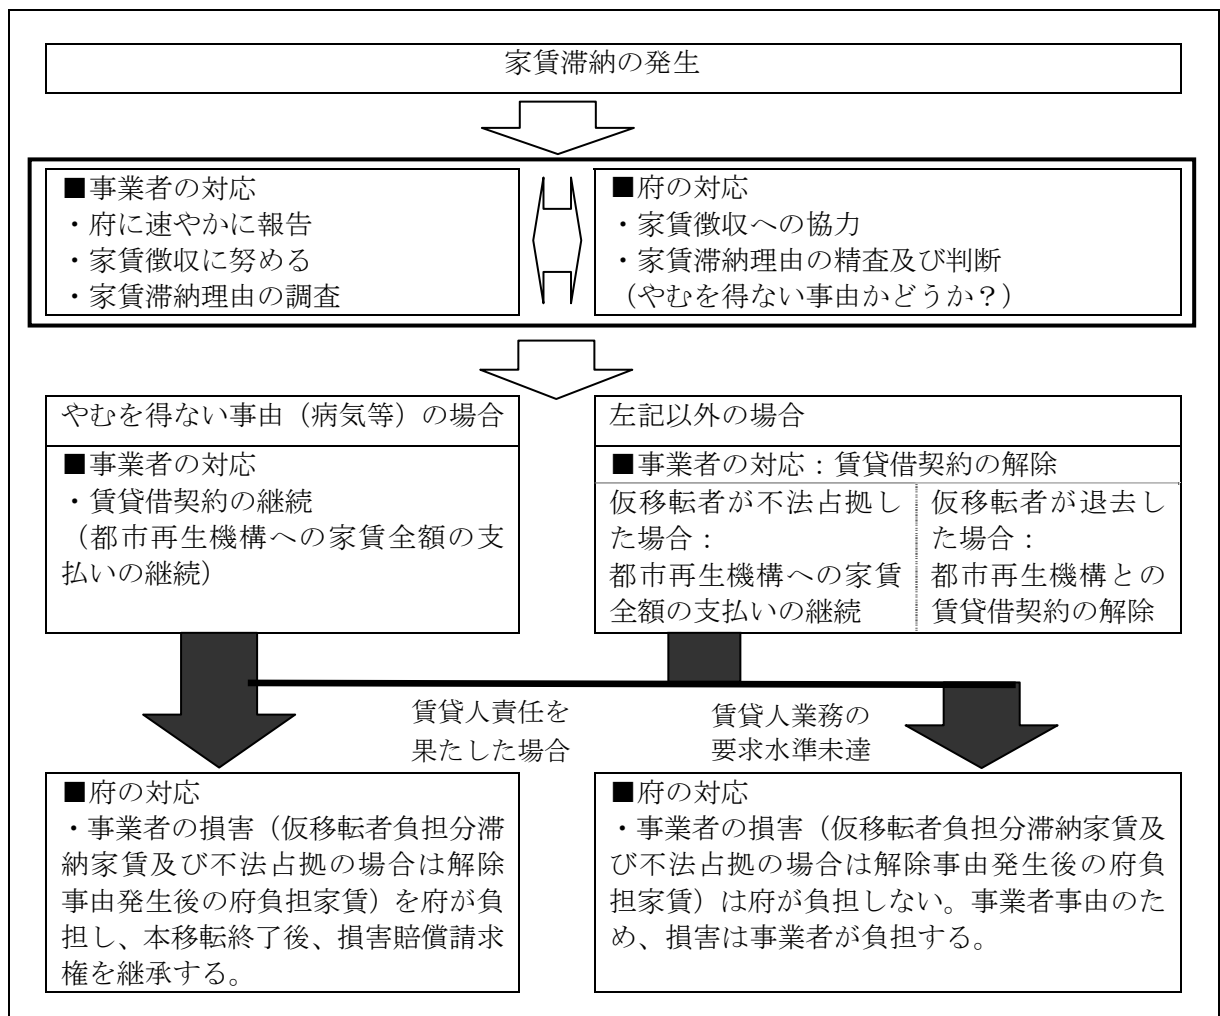 家賃滞納の発生
■事業者の対応
・府に速やかに報告
・家賃徴収に努める
・家賃滞納理由の調査
■府の対応
・家賃徴収への協力
・家賃滞納理由の精査及び判断
（やむを得ない事由かどうか？）
やむを得ない事由（病気等）の場合
■事業者の対応
・賃貸借契約の継続
（都市再生機構への家賃全額の支
払いの継続）
左記以外の場合
■事業者の対応：賃貸借契約の解除
仮移転者が不法占拠し
た場合：
都市再生機構への家賃
全額の支払いの継続
仮移転者が退去し
た場合：
都市再生機構との
賃貸借契約の解除
賃貸人責任を
果たした場合
賃貸人業務の
要求水準未達
■府の対応
・事業者の損害（仮移転者負担分滞
納家賃及び不法占拠の場合は解除
事由発生後の府負担家賃）を府が負
担し、本移転終了後、損害賠償請求
権を継承する。
■府の対応
・事業者の損害（仮移転者負担分滞納家賃及
び不法占拠の場合は解除事由発生後の府負
担家賃）は府が負担しない。事業者事由のた
め、損害は事業者が負担する。